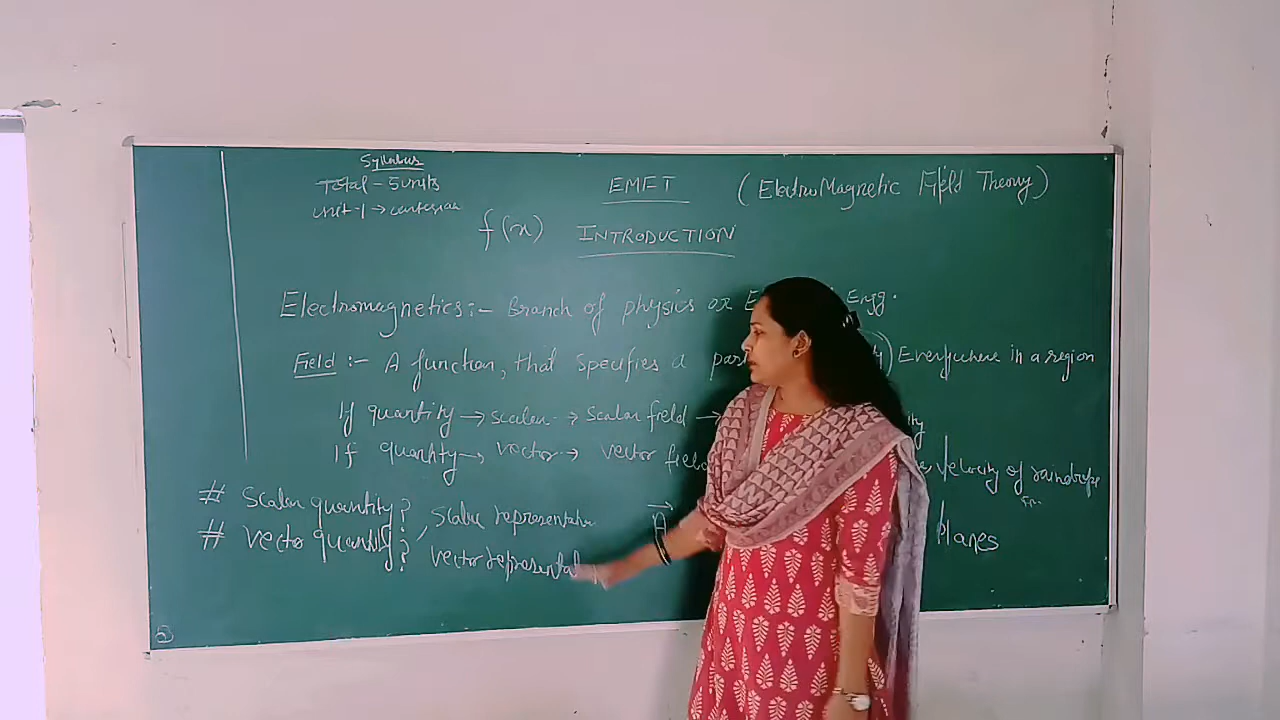 Syllabus
Total - 5 units
unit-1 → cartesian
EMFT (ElectroMagnetic Field Theory)
f(x) INTRODUCTION
Electromagnetics :- Branch of physics or E Engg.
Field :- A function, that specifies a par y) Everywhere in a region
If quantity → scalar → scalar field →
If quantity → vector → vector field velocity of raindrops
# Scalar quantity? Scalar representation
# Vector quantity? vector representat
A
Planes